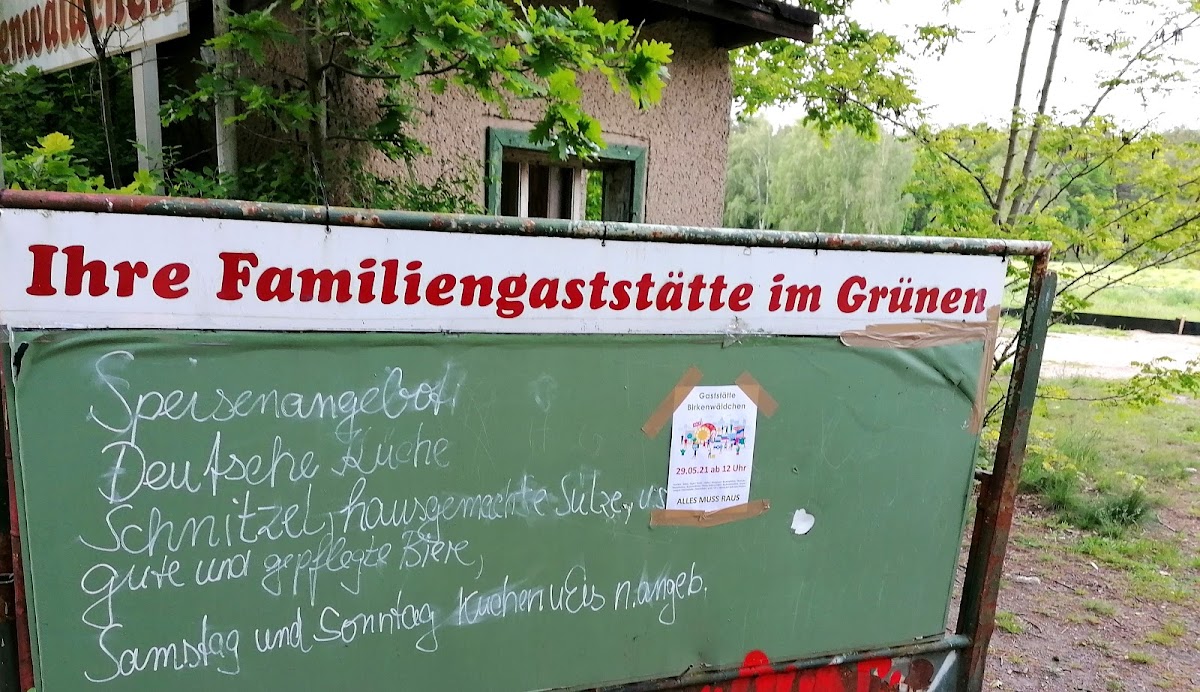 enwäldchen
Ihre Familiengaststätte im Grünen
Speisenangebot
Deutsche Küche
Schnitzel, hausgemachte Sülze, us
gute und gepflegte Biere,
Samstag und Sonntag Kuchen u Eis n. angeb.
Gaststätte
Birkenwäldchen
29.05.21 ab 12 Uhr
ALLES MUSS RAUS